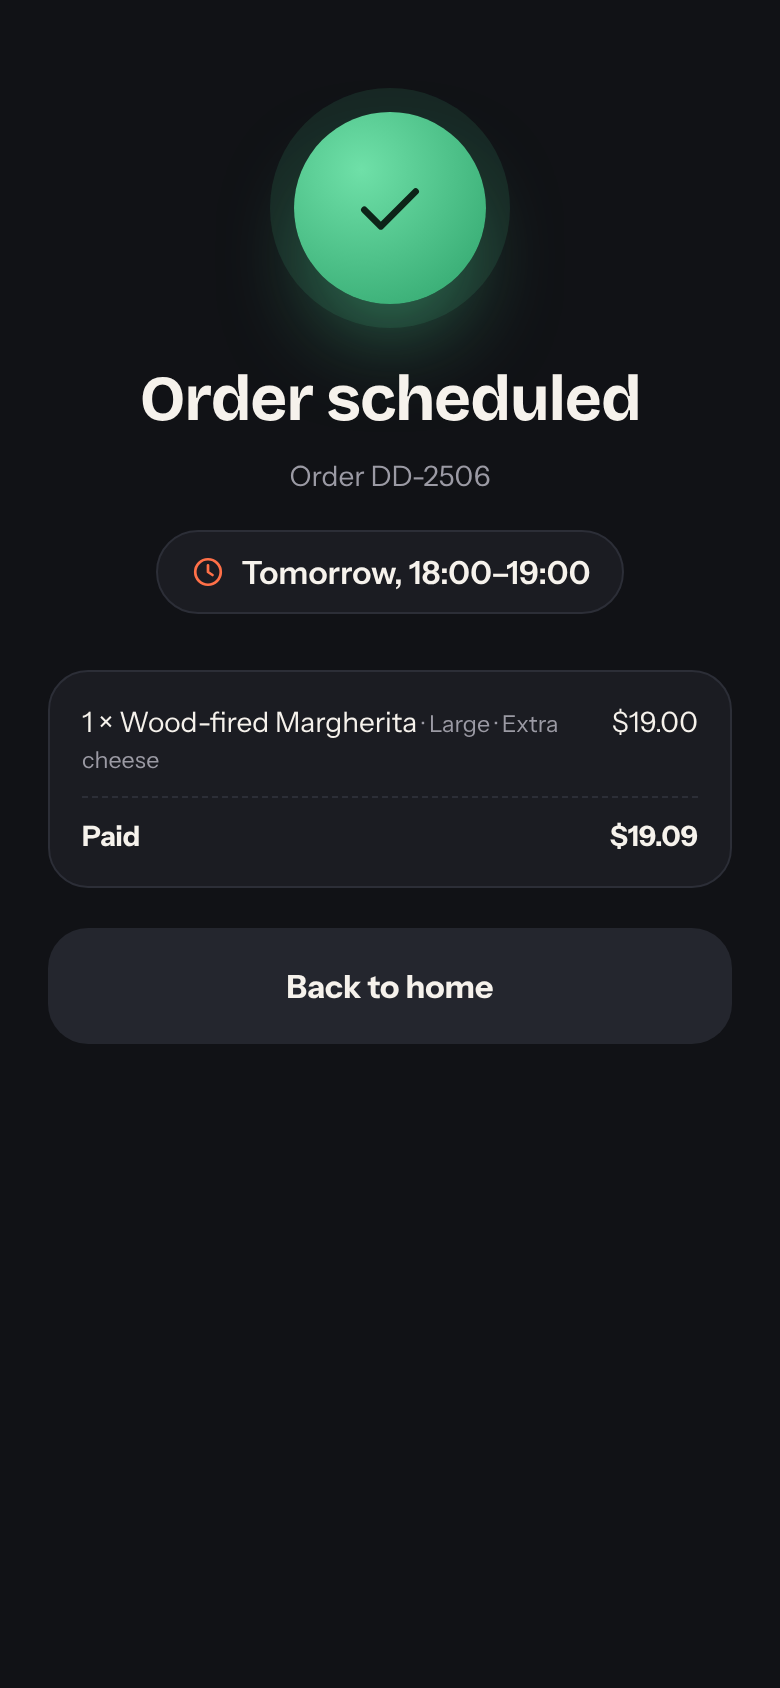 Order scheduled
Order DD-2506
Tomorrow, 18:00–19:00
1 × Wood-fired Margherita · Large · Extra $19.00
cheese
Paid $19.09
Back to home